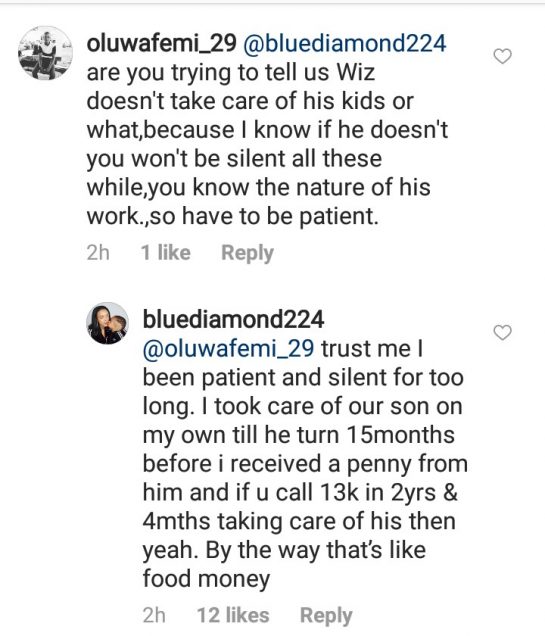 oluwafemi_29 @bluediamond224
are you trying to tell us Wiz
doesn't take care of his kids or
what,because I know if he doesn't
you won't be silent all these
while,you know the nature of his
work.,so have to be patient.
2h 1 like Reply
bluediamond224
@oluwafemi_29 trust me I
been patient and silent for too
long. I took care of our son on
my own till he turn 15months
before i received a penny from
him and if u call 13k in 2yrs &
4mths taking care of his then
yeah. By the way that’s like
food money
2h 12 likes Reply